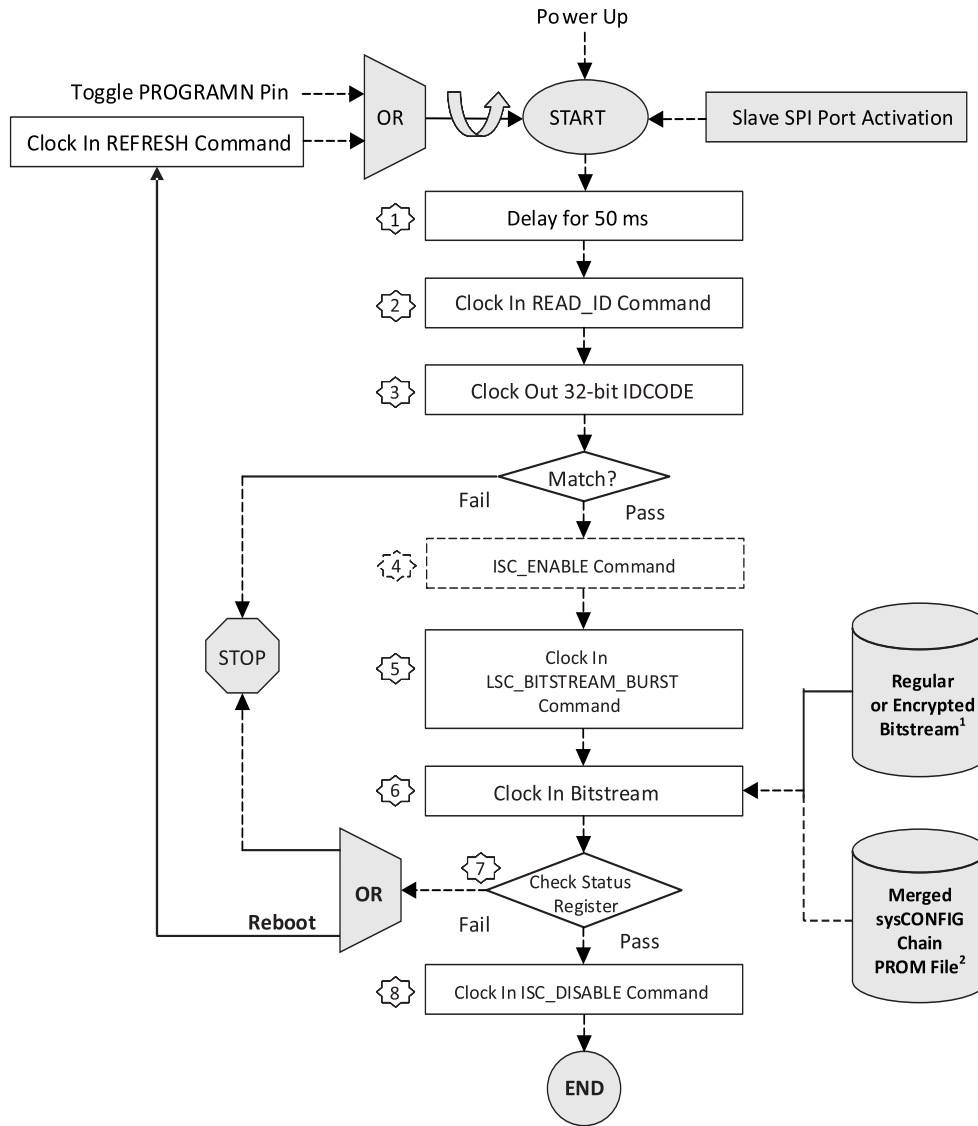 Power Up
Toggle PROGRAMN Pin
OR
START
Slave SPI Port Activation
Clock In REFRESH Command
1
Delay for 50 ms
2
Clock In READ_ID Command
3
Clock Out 32-bit IDCODE
Match?
Fail
Pass
4
ISC_ENABLE Command
STOP
5
Clock In
LSC_BITSTREAM_BURST
Command
Regular
or Encrypted
Bitstream1
6
Clock In Bitstream
7
Check Status
Register
OR
Fail
Reboot
Pass
Merged
sysCONFIG
Chain
PROM File2
8
Clock In ISC_DISABLE Command
END